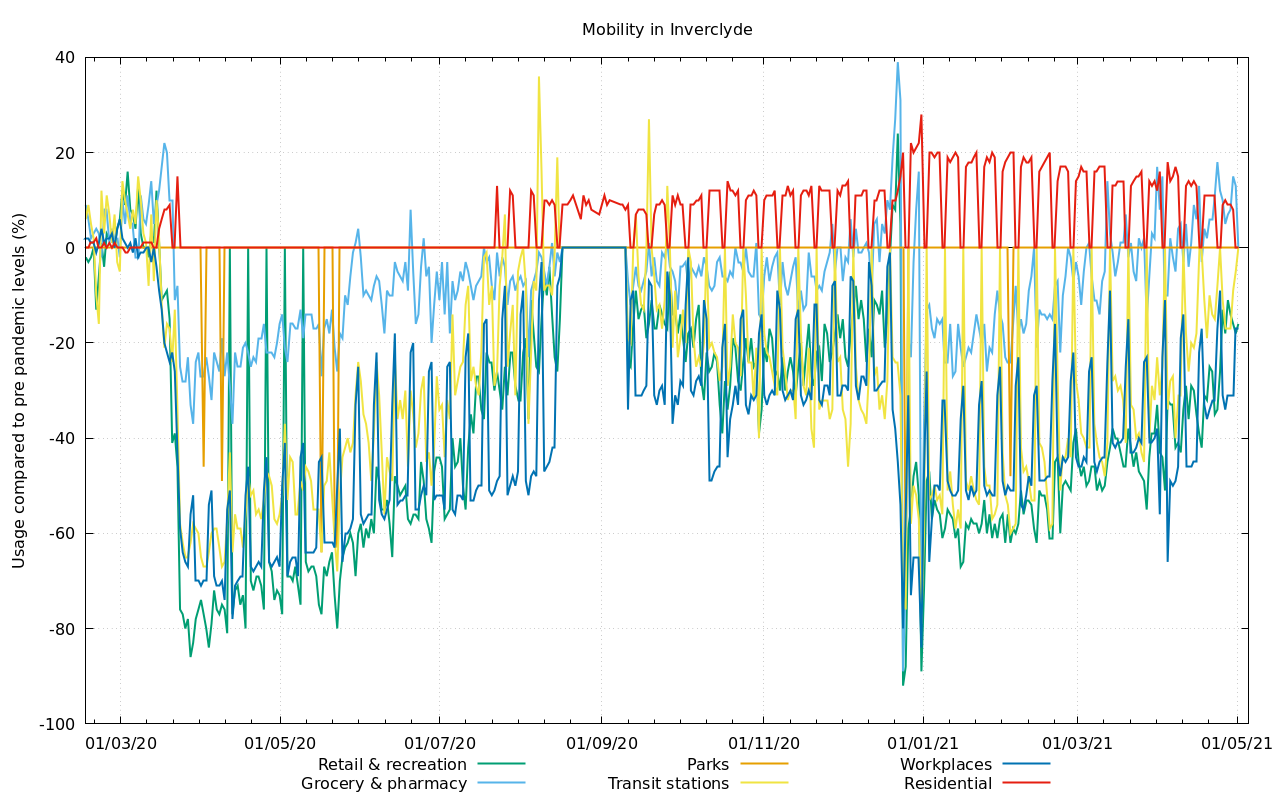 Mobility in Inverclyde
Usage compared to pre pandemic levels (%)
40
20
0
-20
-40
-60
-80
-100
01/03/20 01/05/20 01/07/20 01/09/20 01/11/20 01/01/21 01/03/21 01/05/21
Retail & recreation Parks Workplaces
Grocery & pharmacy Transit stations Residential